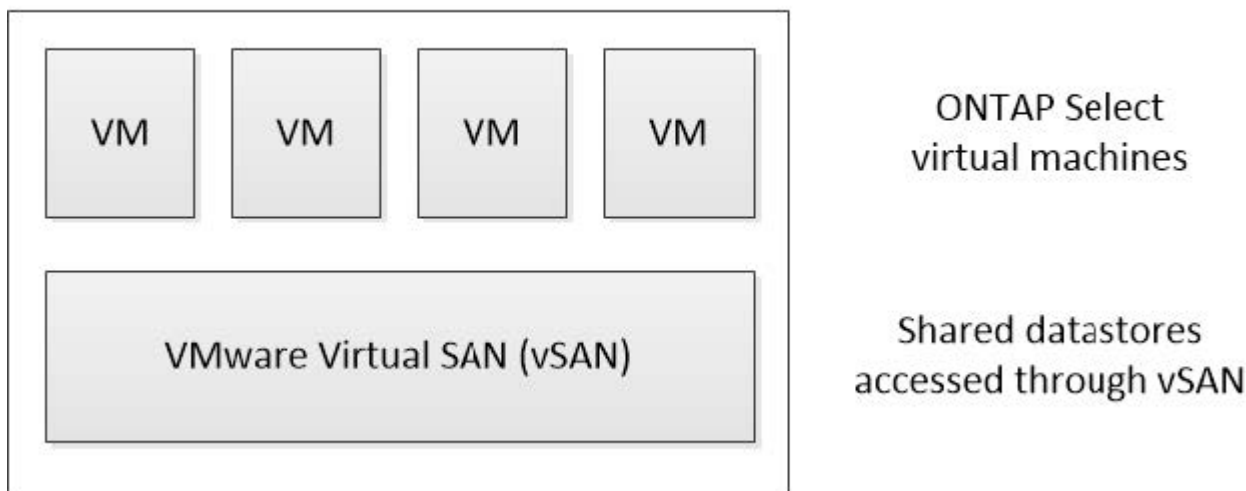 VM VM VM VM
ONTAP Select
virtual machines
VMware Virtual SAN (vSAN)
Shared datastores
accessed through vSAN